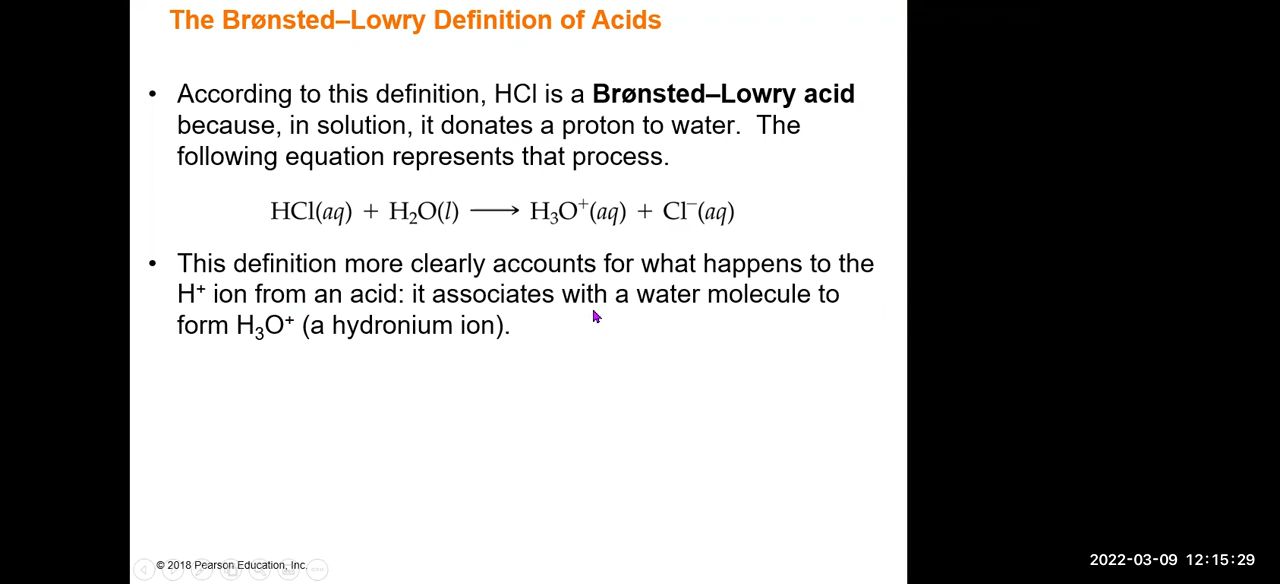 The Brønsted–Lowry Definition of Acids
• According to this definition, HCl is a Brønsted–Lowry acid
because, in solution, it donates a proton to water.  The
following equation represents that process.
HCl(aq) + H₂O(l) ⟶ H₃O⁺(aq) + Cl⁻(aq)
• This definition more clearly accounts for what happens to the
H⁺ ion from an acid: it associates with a water molecule to
form H₃O⁺ (a hydronium ion).
© 2018 Pearson Education, Inc.
2022-03-09 12:15:29